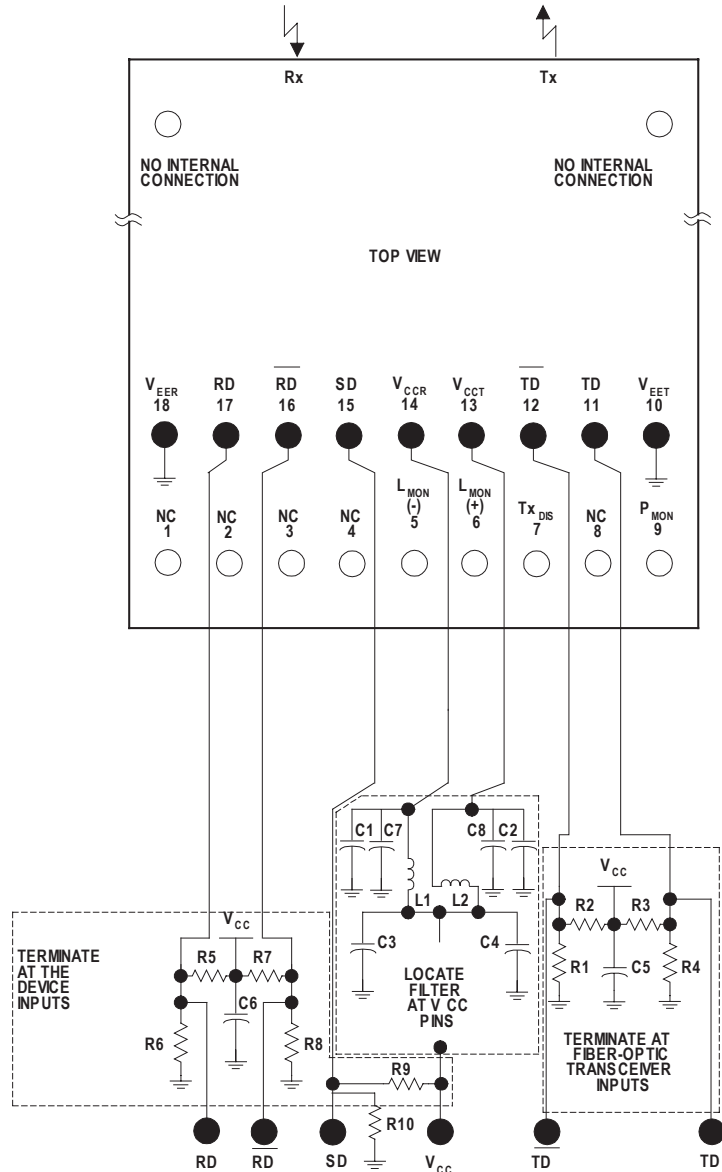 Rx
Tx
NO INTERNAL
CONNECTION
NO INTERNAL
CONNECTION
TOP VIEW
VEER
18
RD
17
R̅D̅
16
SD
15
VCCR
14
VCCT
13
T̅D̅
12
TD
11
VEET
10
NC
1
NC
2
NC
3
NC
4
LMON
(-)
5
LMON
(+)
6
TxDIS
7
NC
8
PMON
9
C1
C7
C8
C2
L1
L2
C3
C4
LOCATE
FILTER
AT V CC
PINS
TERMINATE
AT THE
DEVICE
INPUTS
VCC
R5
R7
C6
R6
R8
VCC
R2
R3
R1
C5
R4
TERMINATE AT
FIBER-OPTIC
TRANSCEIVER
INPUTS
R9
R10
RD
R̅D̅
SD
VCC
T̅D̅
TD